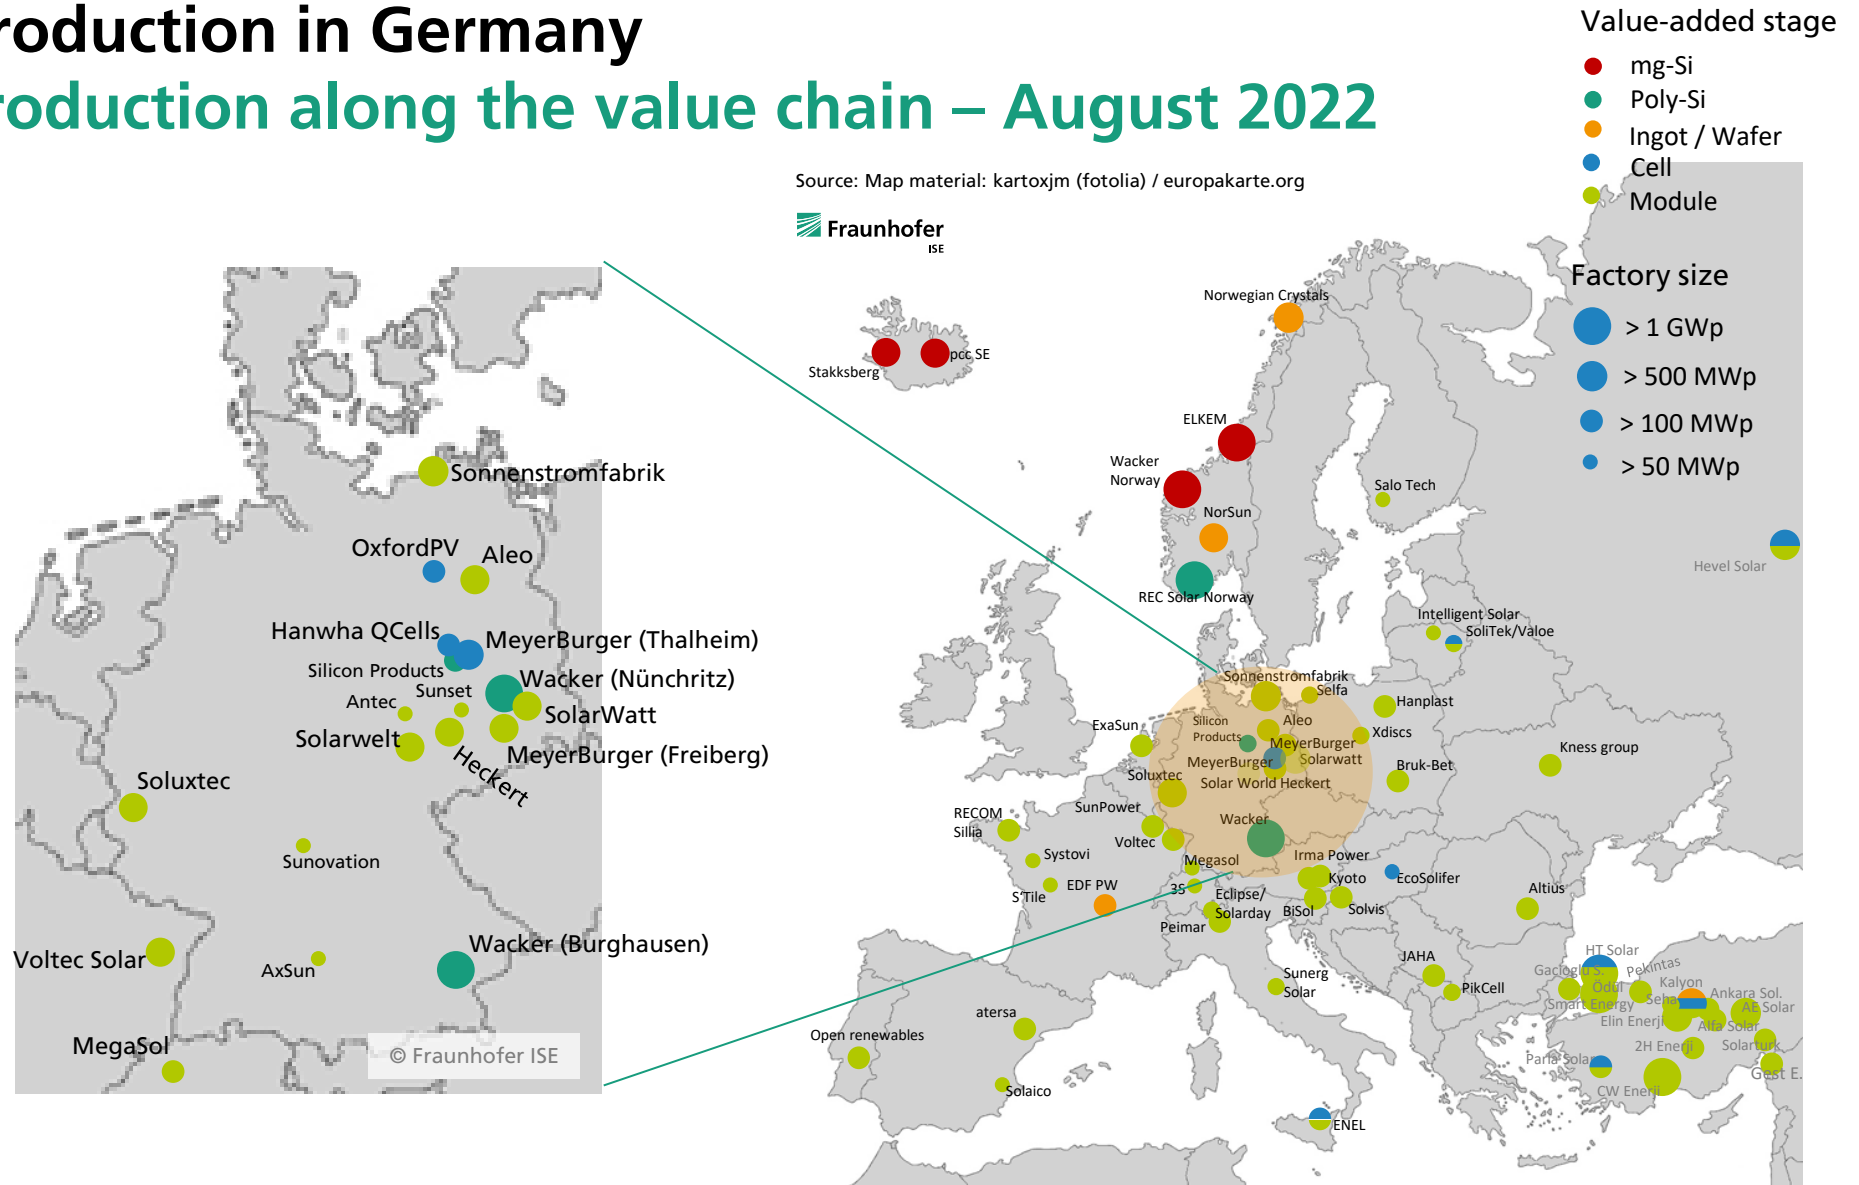 roduction in Germany
roduction along the value chain – August 2022
Source: Map material: kartoxjm (fotolia) / europakarte.org
Fraunhofer
ISE
Value-added stage
mg-Si
Poly-Si
Ingot / Wafer
Cell
Module
Factory size
> 1 GWp
> 500 MWp
> 100 MWp
> 50 MWp
Sonnenstromfabrik
OxfordPV
Aleo
Hanwha QCells
MeyerBurger (Thalheim)
Silicon Products
Wacker (Nünchritz)
Sunset
Antec
SolarWatt
Solarwelt
MeyerBurger (Freiberg)
Heckert
Soluxtec
Sunovation
Voltec Solar
AxSun
Wacker (Burghausen)
MegaSol
© Fraunhofer ISE
Norwegian Crystals
Stakksberg
pcc SE
ELKEM
Wacker
Norway
NorSun
REC Solar Norway
Salo Tech
Hevel Solar
Intelligent Solar
SoliTek/Valoe
Sonnenstromfabrik
Selfa
Hanplast
ExaSun
Silicon
Products
Aleo
Xdiscs
MeyerBurger
Solarwatt
MeyerBurger
Solar World Heckert
Bruk-Bet
Kness group
Soluxtec
SunPower
RECOM
Sillia
Voltec
Wacker
Systovi
S'Tile
EDF PW
Megasol
3S
Irma Power
Kyoto
EcoSolifer
Eclipse/
Solarday
BiSol
Solvis
Peimar
Altius
Sunerg
Solar
JAHA
PikCell
atersa
Open renewables
Solaico
ENEL
HT Solar
Gacioglu S.
Pekintas
Ödül
Kalyon
Smart Energy
Seha
Ankara Sol.
AE Solar
Elin Enerji
Alfa Solar
2H Enerji
Solarturk
Parla Solar
Gest E.
CW Enerji